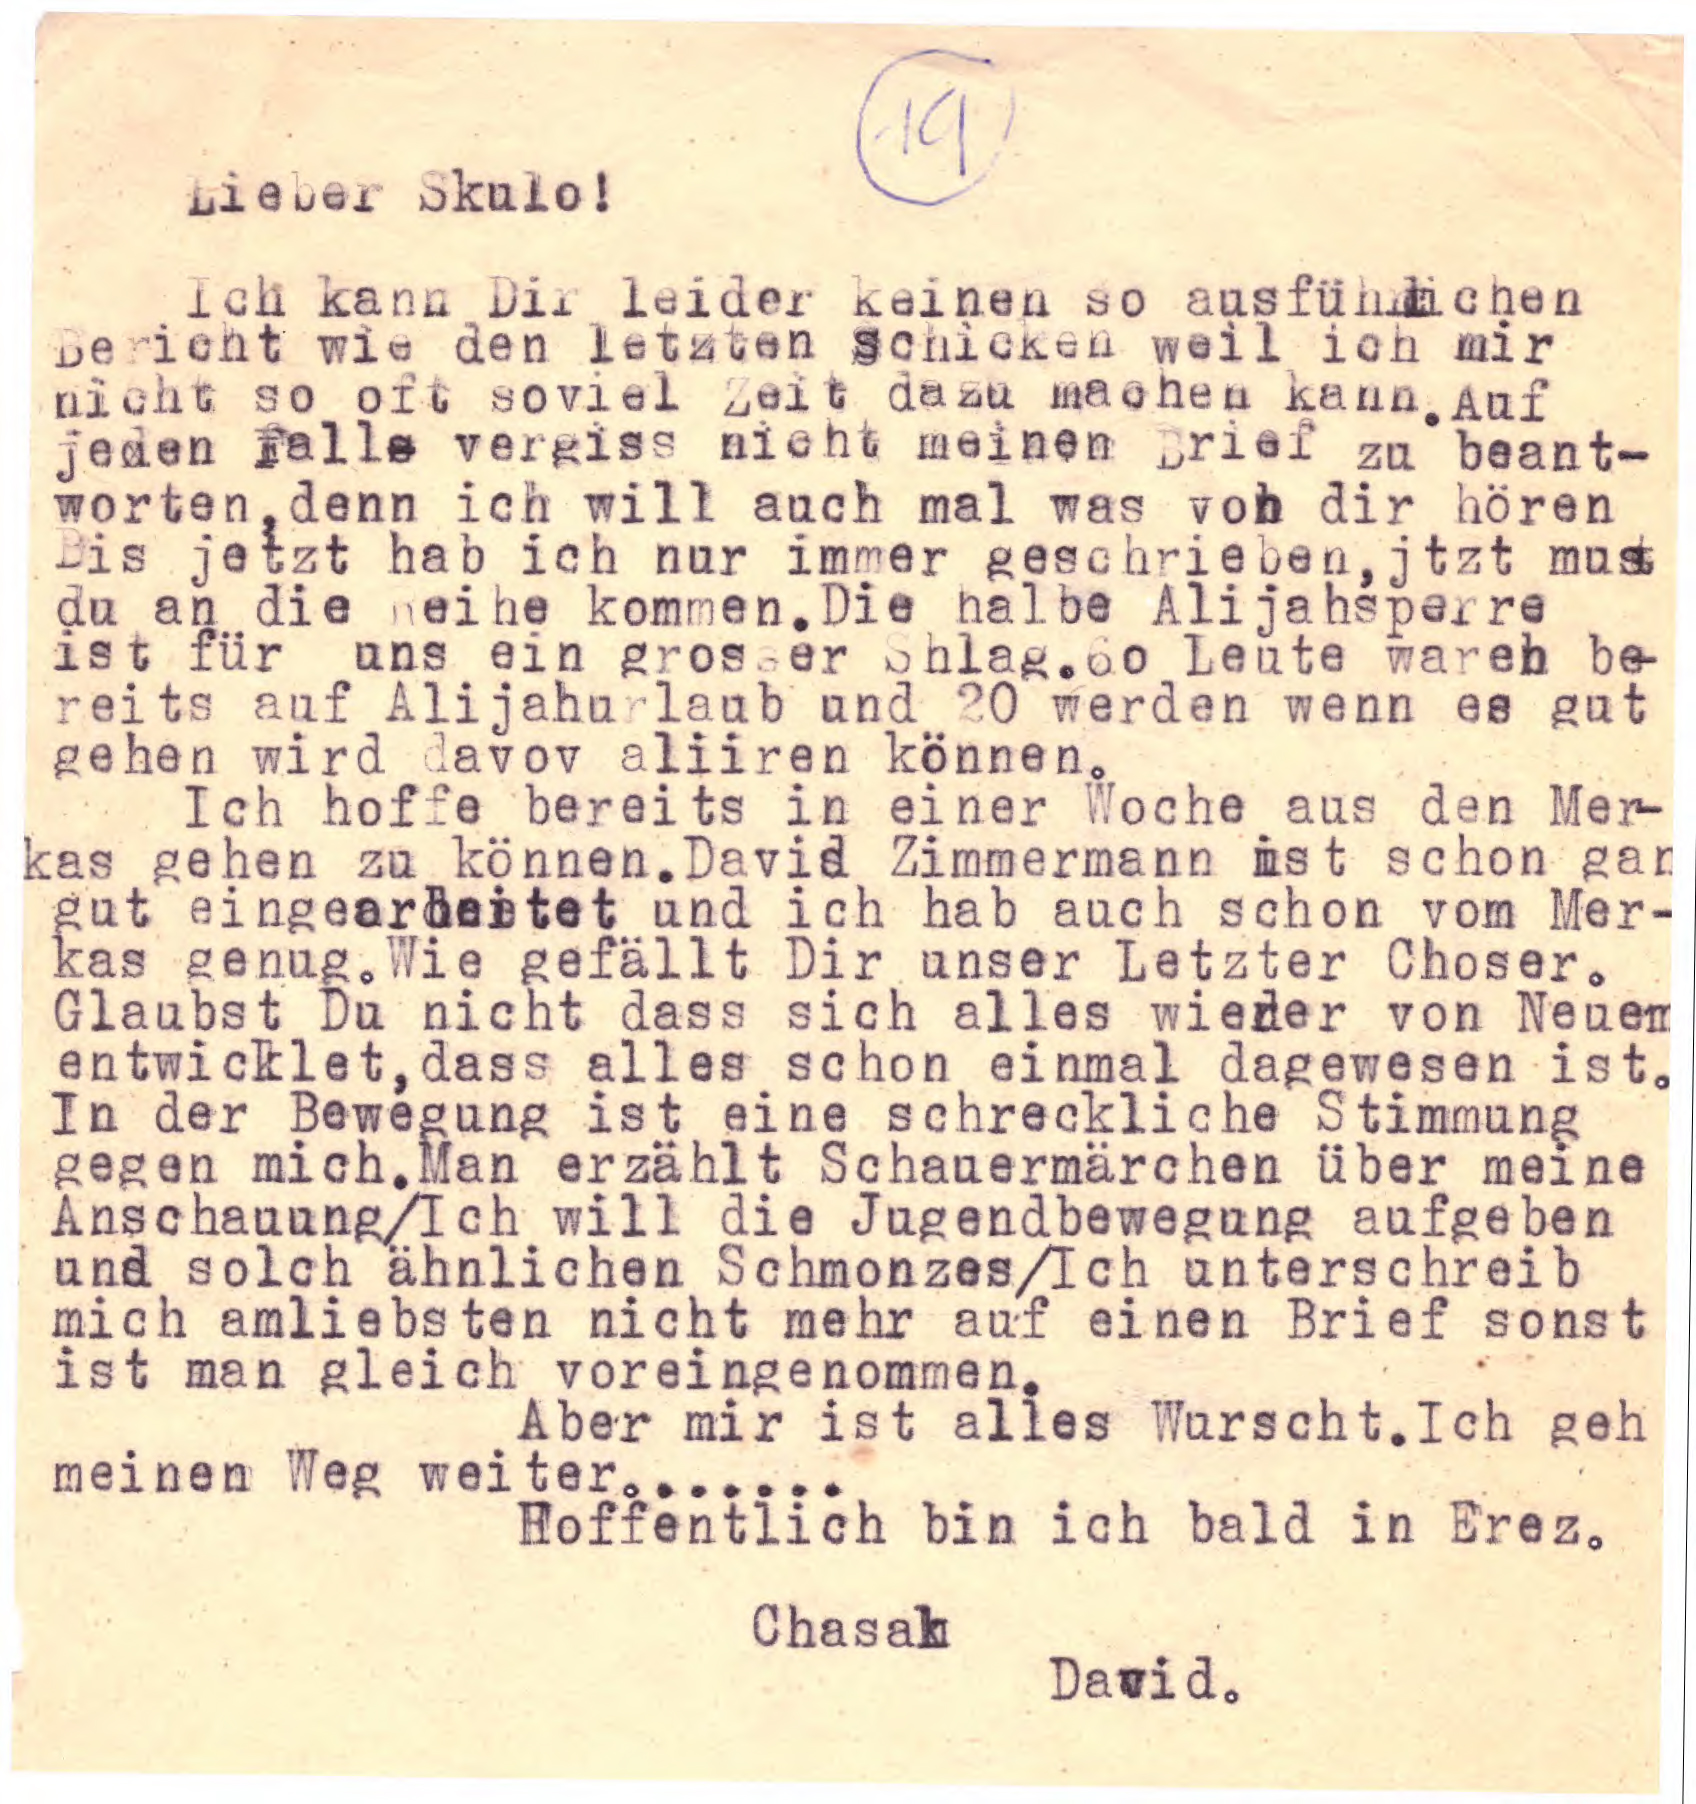 19
Lieber Skulo!
Ich kann Dir leider keinen so ausführlichen
Bericht wie den letzten schicken weil ich mir
nicht so oft soviel Zeit dazu machen kann.Auf
jeden Falls vergiss nicht meinen Brief zu beant-
worten,denn ich will auch mal was von dir hören
Bis jetzt hab ich nur immer geschrieben,jtzt must
du an die Reihe kommen.Die halbe Alijahsperre
ist für uns ein grosser Shlag.6o Leute waren be-
reits auf Alijahurlaub und 20 werden wenn es gut
gehen wird davov aliiren können.
Ich hoffe bereits in einer Woche aus den Mer-
kas gehen zu können.David Zimmermann ist schon gan
gut eingearbeitet und ich hab auch schon vom Mer-
kas genug.Wie gefällt Dir unser Letzter Choser.
Glaubst Du nicht dass sich alles wieder von Neuem
entwicklet,dass alles schon einmal dagewesen ist.
In der Bewegung ist eine schreckliche Stimmung
gegen mich.Man erzählt Schauermärchen über meine
Anschauung/Ich will die Jugendbewegung aufgeben
und solch ähnlichen Schmonzes/Ich unterschreib
mich amliebsten nicht mehr auf einen Brief sonst
ist man gleich voreingenommen.
Aber mir ist alles Wurscht.Ich geh
meinen Weg weiter.......
Hoffentlich bin ich bald in Erez.
Chasak
David.